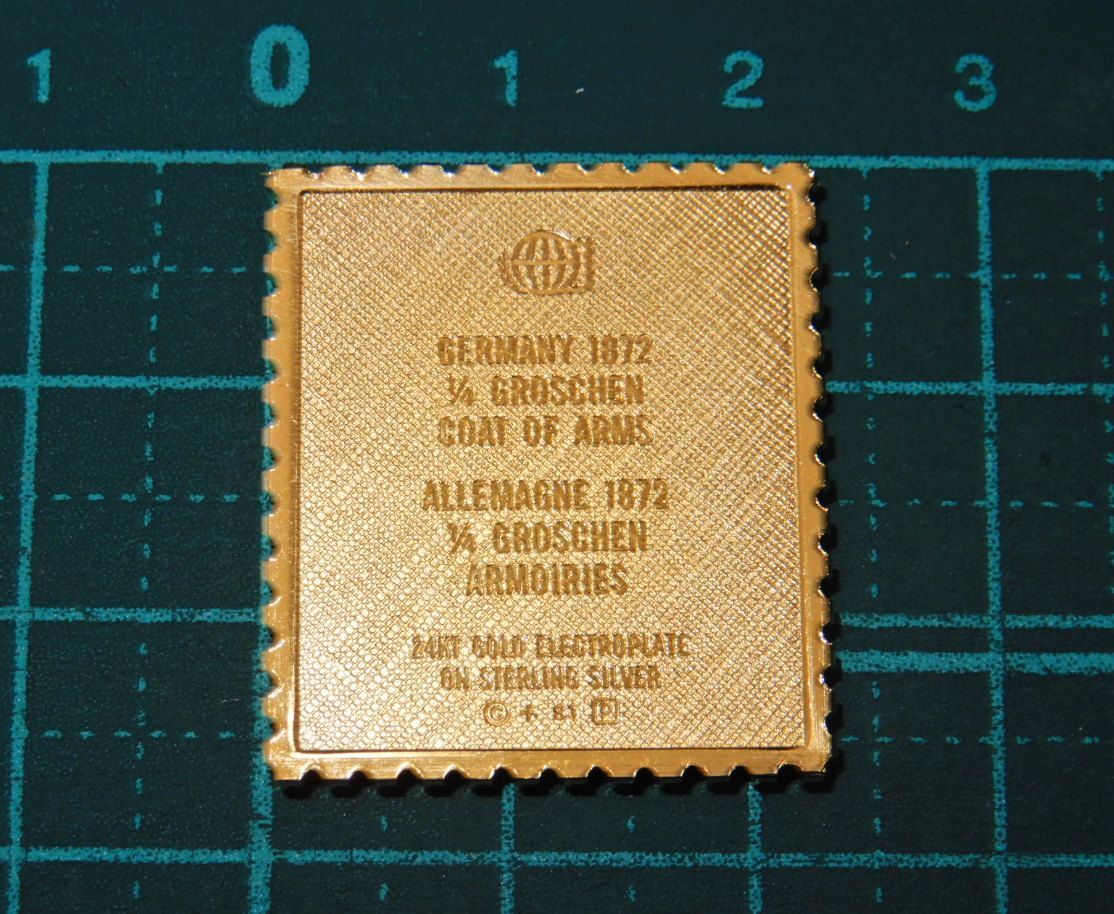 1 0 1 2 3
GERMANY 1872
¼ GROSCHEN
COAT OF ARMS
ALLEMAGNE 1872
¼ GROSCHEN
ARMOIRIES
24KT GOLD ELECTROPLATE
ON STERLING SILVER
© 81 P